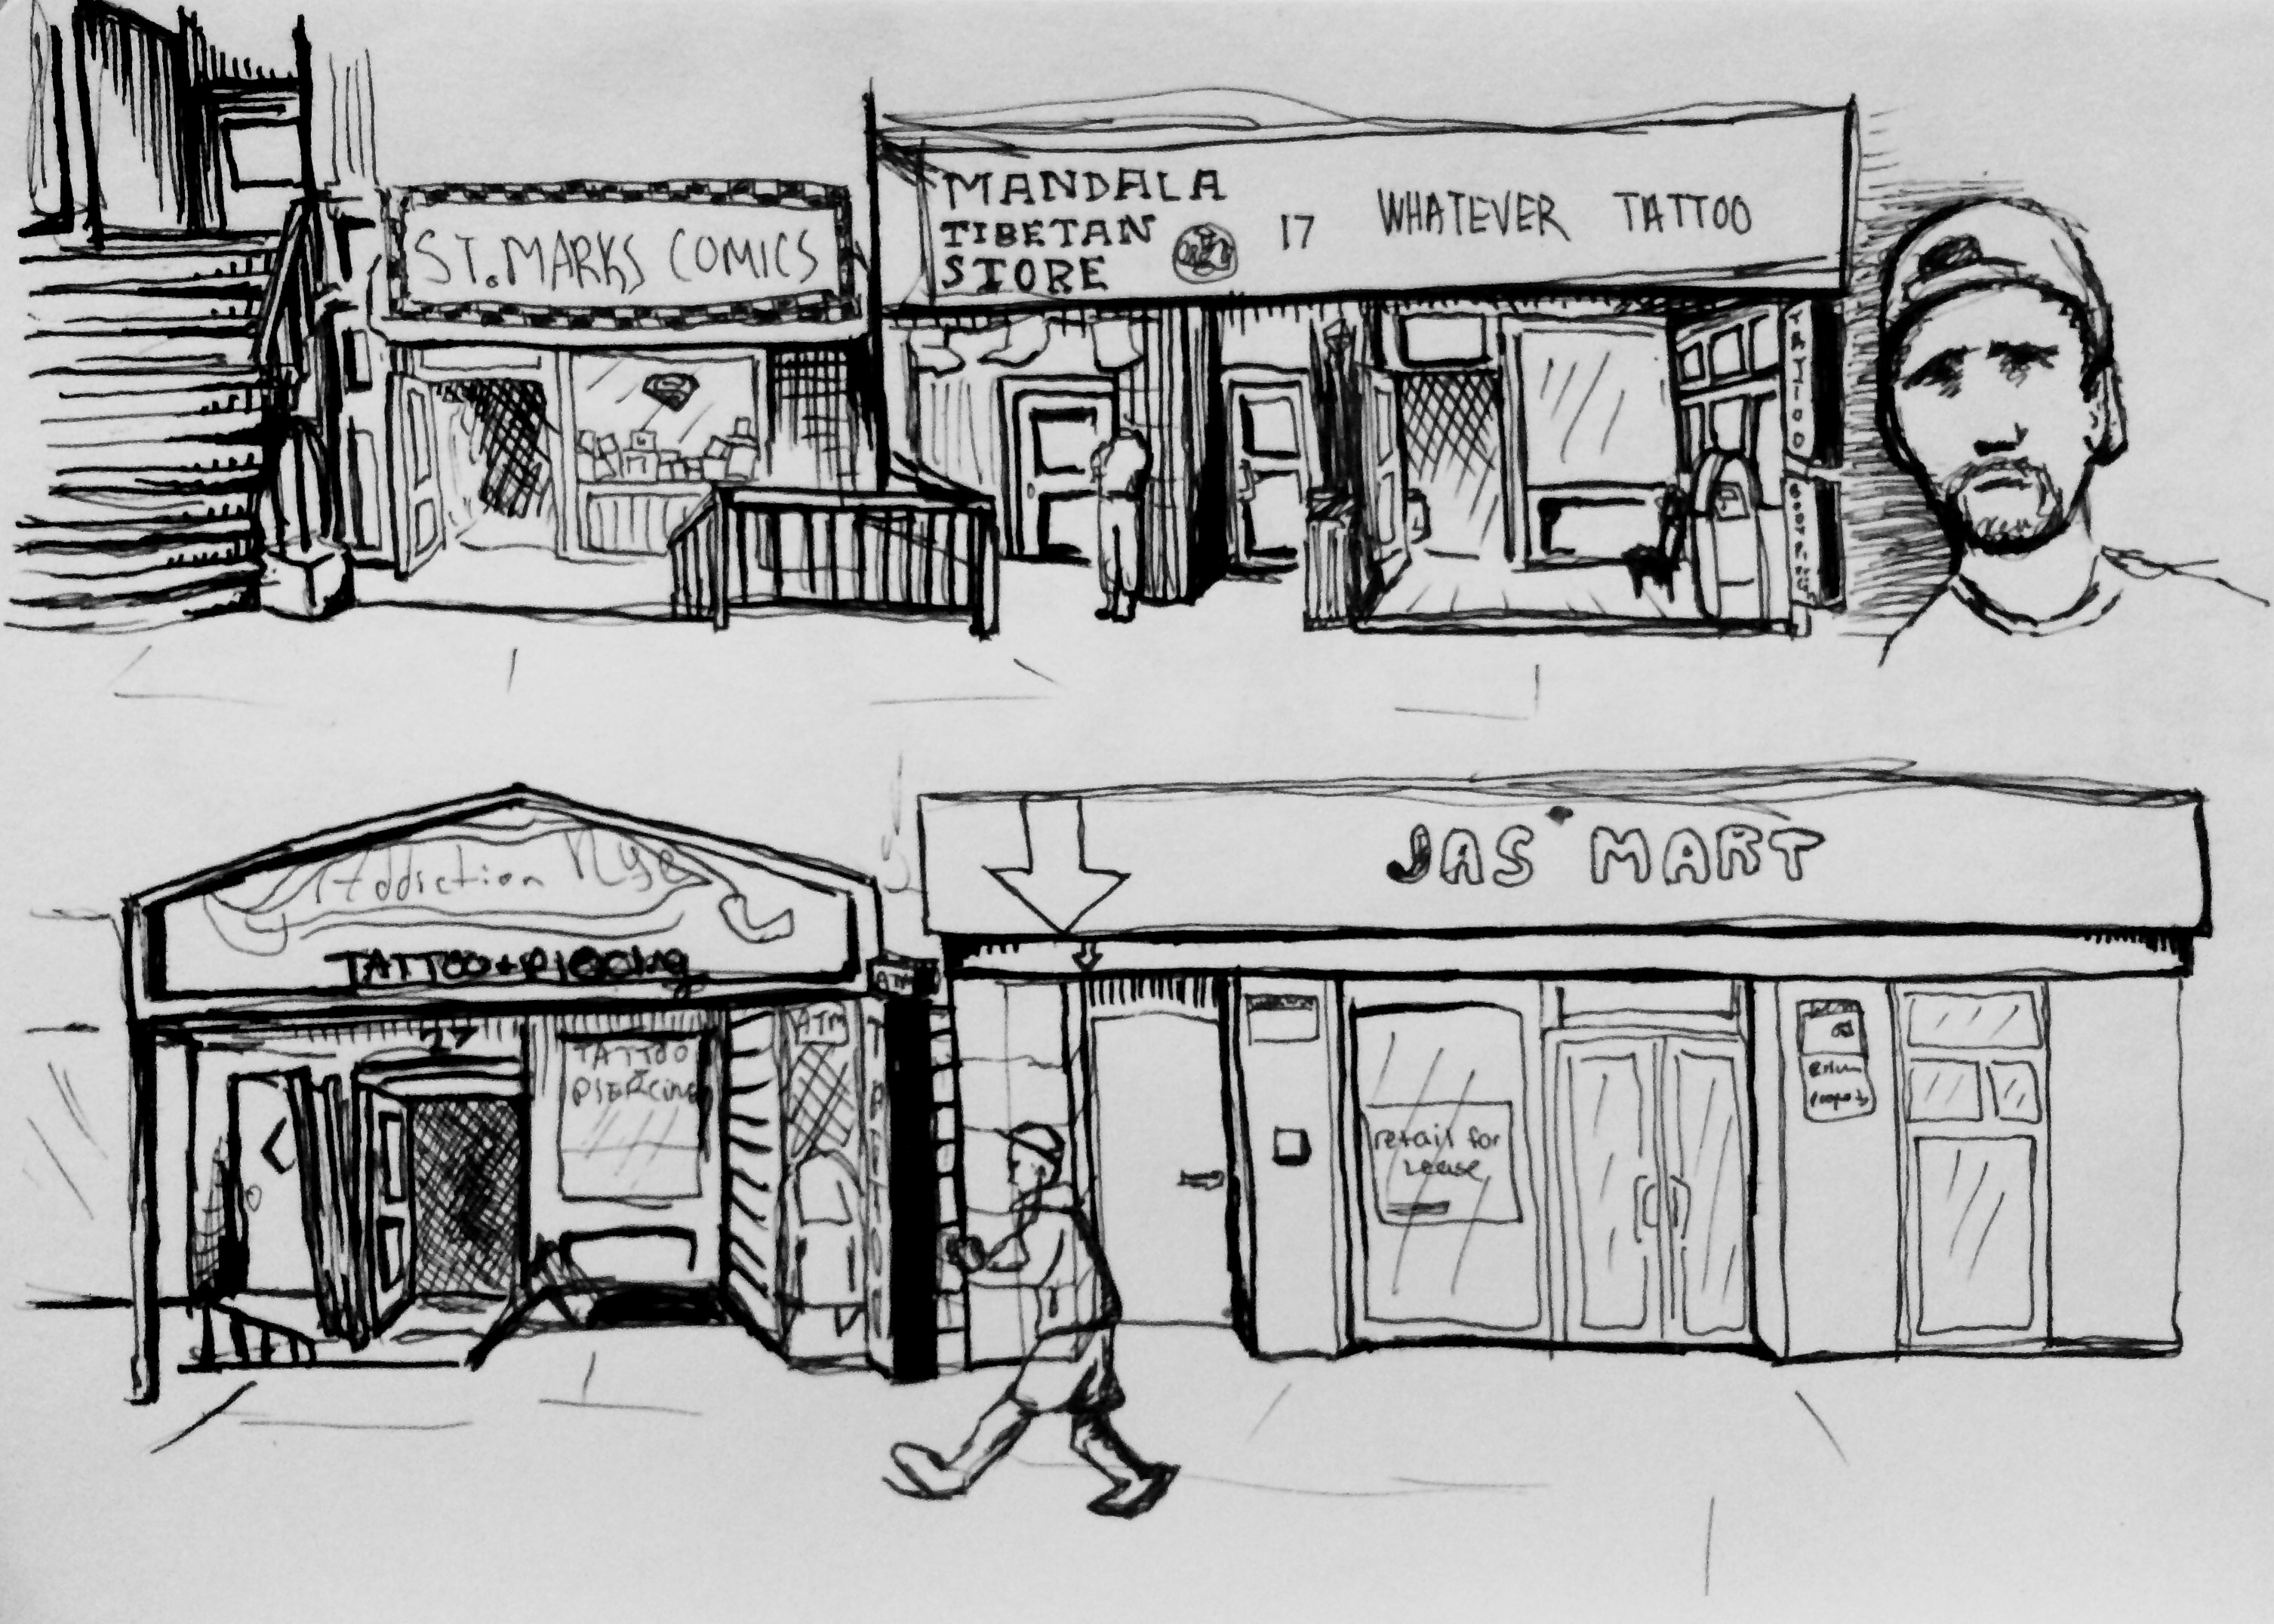 ST. MARKS COMICS
MANDALA
TIBETAN
STORE
17
WHATEVER TATTOO
TATTOO
Addiction Nyc
TATTOO + PIERCING
ATM
27
TATTOO
PIERCING
ATM
JAS MART
retail for
Lease